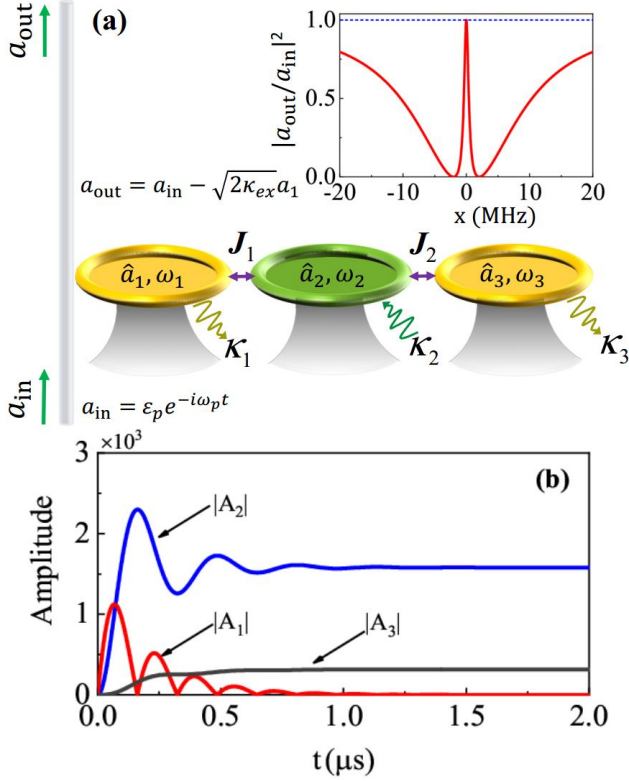 a_out
(a)
|a_out/a_in|²
1.0
0.5
0.0
-20 -10 0 10 20
x (MHz)
a_out = a_in − √2κ_ex a_1
J_1 J_2
â_1, ω_1 â_2, ω_2 â_3, ω_3
κ_1 κ_2 κ_3
a_in
a_in = ε_p e^{−iω_p t}
×10³
(b)
Amplitude
3
2
1
0
|A_2|
|A_1|
|A_3|
0.0 0.5 1.0 1.5 2.0
t(μs)